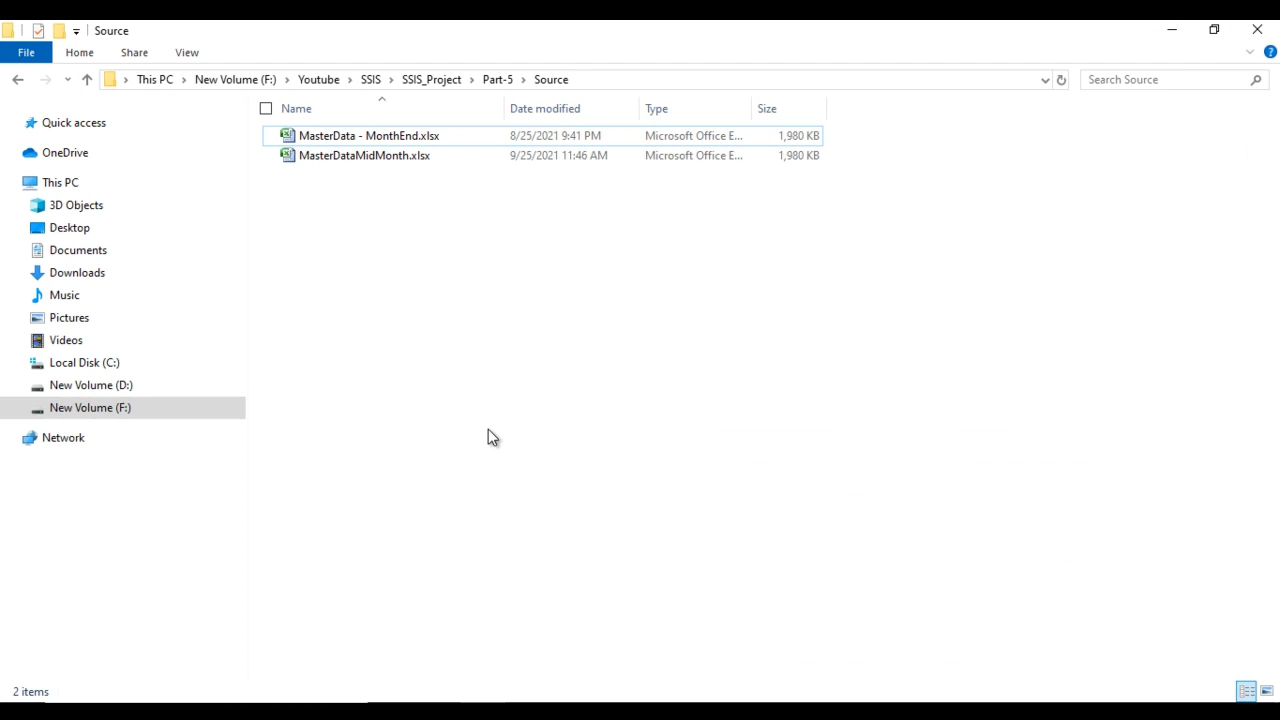 Source
File Home Share View
This PC New Volume (F:) Youtube SSIS SSIS_Project Part-5 Source Search Source
Name Date modified Type Size
MasterData - MonthEnd.xlsx 8/25/2021 9:41 PM Microsoft Office E... 1,980 KB
MasterDataMidMonth.xlsx 9/25/2021 11:46 AM Microsoft Office E... 1,980 KB
Quick access
OneDrive
This PC
3D Objects
Desktop
Documents
Downloads
Music
Pictures
Videos
Local Disk (C:)
New Volume (D:)
New Volume (F:)
Network
2 items